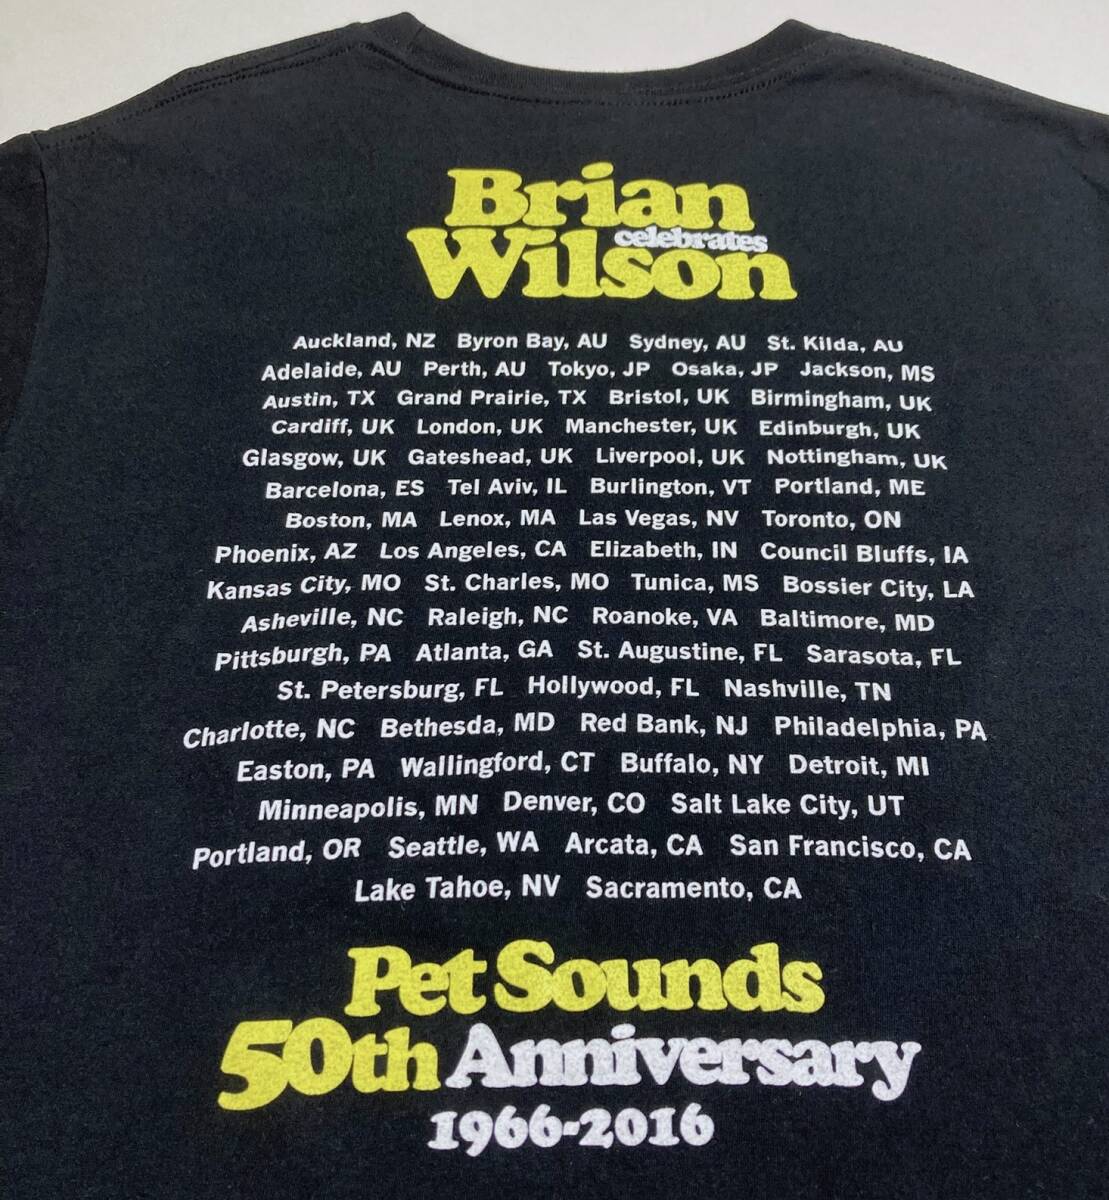 Brian
celebrates
Wilson
Auckland, NZ Byron Bay, AU Sydney, AU St. Kilda, AU
Adelaide, AU Perth, AU Tokyo, JP Osaka, JP Jackson, MS
Austin, TX Grand Prairie, TX Bristol, UK Birmingham, UK
Cardiff, UK London, UK Manchester, UK Edinburgh, UK
Glasgow, UK Gateshead, UK Liverpool, UK Nottingham, UK
Barcelona, ES Tel Aviv, IL Burlington, VT Portland, ME
Boston, MA Lenox, MA Las Vegas, NV Toronto, ON
Phoenix, AZ Los Angeles, CA Elizabeth, IN Council Bluffs, IA
Kansas City, MO St. Charles, MO Tunica, MS Bossier City, LA
Asheville, NC Raleigh, NC Roanoke, VA Baltimore, MD
Pittsburgh, PA Atlanta, GA St. Augustine, FL Sarasota, FL
St. Petersburg, FL Hollywood, FL Nashville, TN
Charlotte, NC Bethesda, MD Red Bank, NJ Philadelphia, PA
Easton, PA Wallingford, CT Buffalo, NY Detroit, MI
Minneapolis, MN Denver, CO Salt Lake City, UT
Portland, OR Seattle, WA Arcata, CA San Francisco, CA
Lake Tahoe, NV Sacramento, CA
Pet Sounds
50th Anniversary
1966-2016